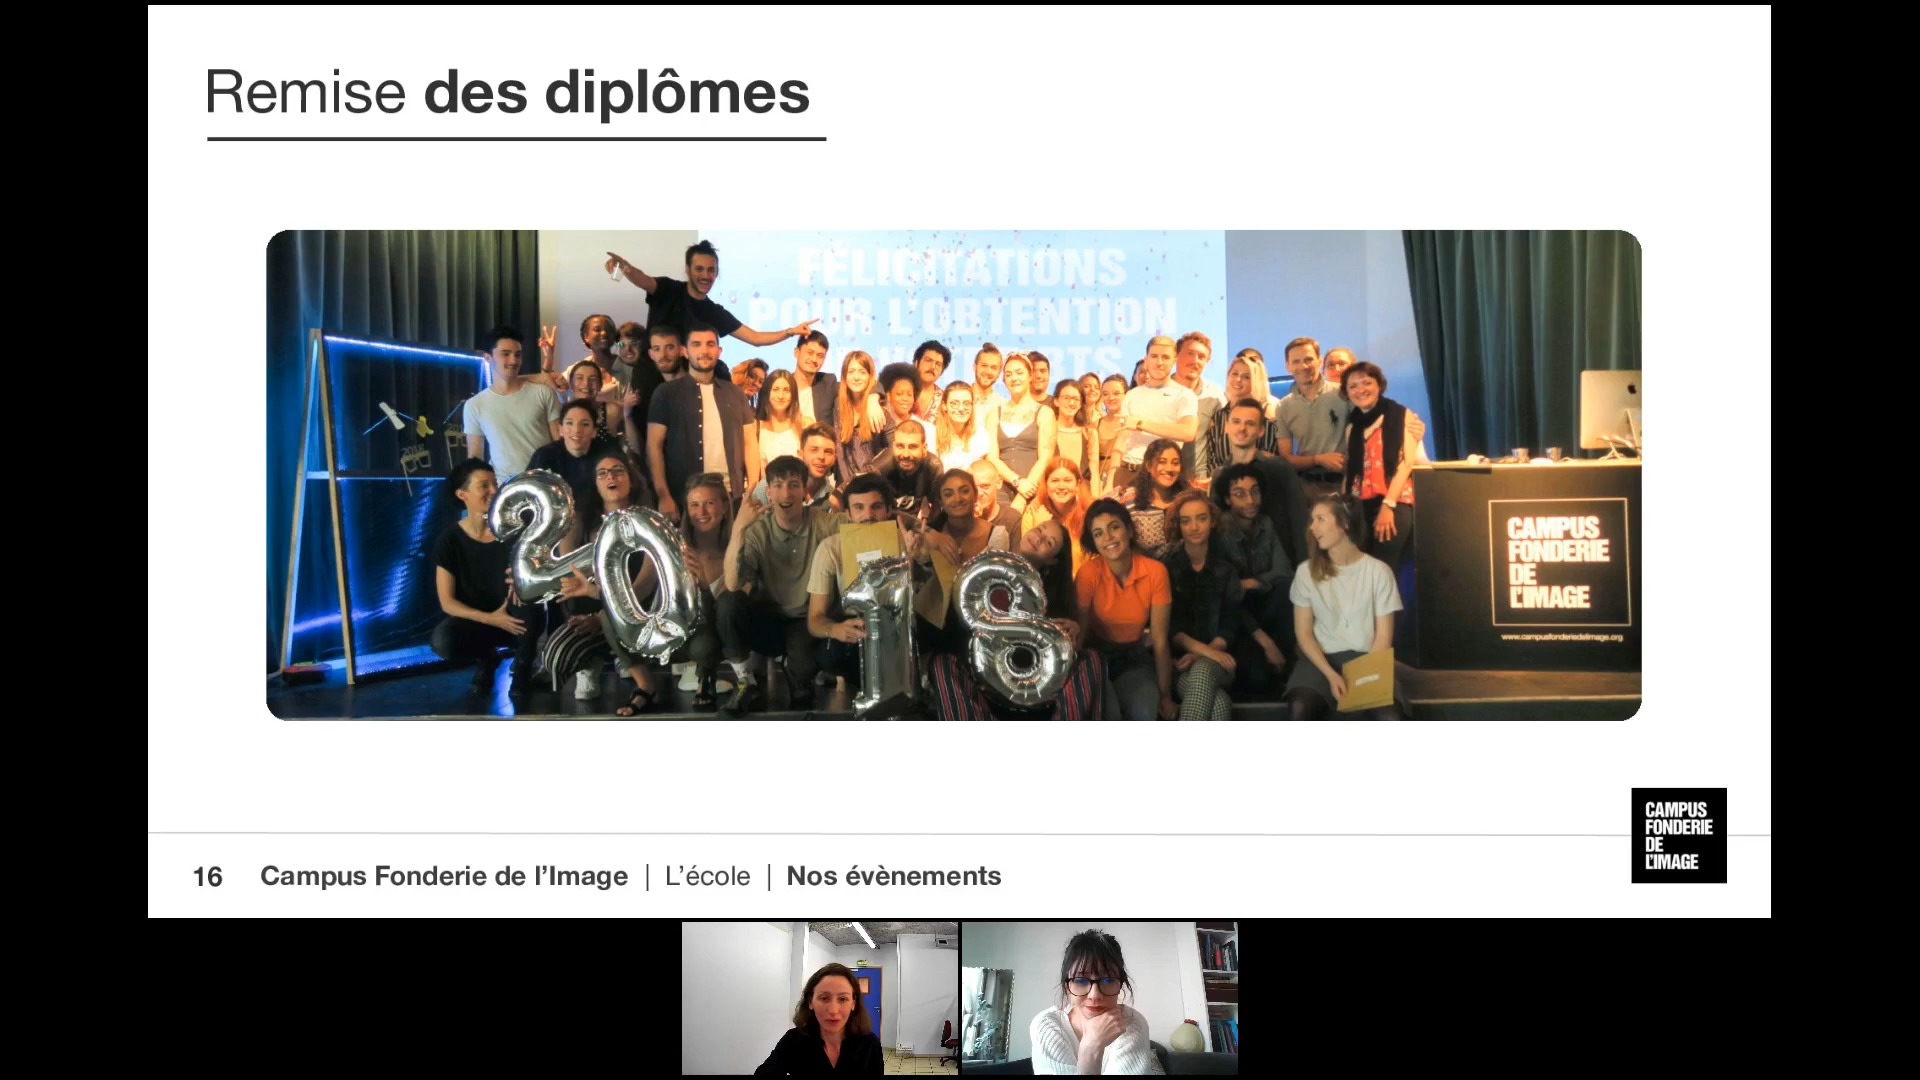 Remise des diplômes
FÉLICITATIONS
POUR L'OBTENTION
CAMPUS
FONDERIE
DE
L'IMAGE
www.campusfonderiedelimage.org
CAMPUS
FONDERIE
DE
L'IMAGE
16 Campus Fonderie de l’Image | L’école | Nos évènements